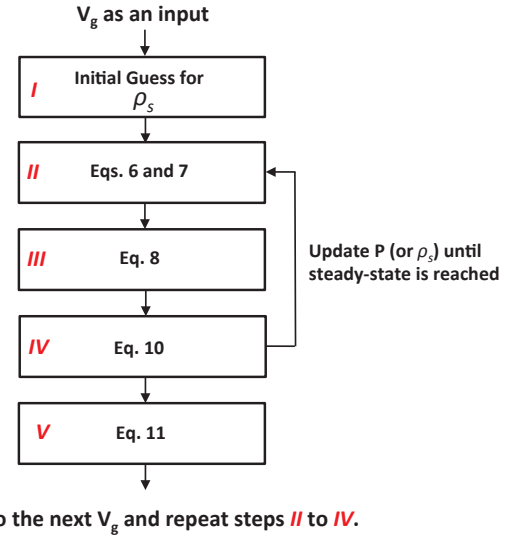 Vg as an input
I Initial Guess for
ρs
II Eqs. 6 and 7
III Eq. 8
Update P (or ρs) until
steady-state is reached
IV Eq. 10
V Eq. 11
the next Vg and repeat steps II to IV.